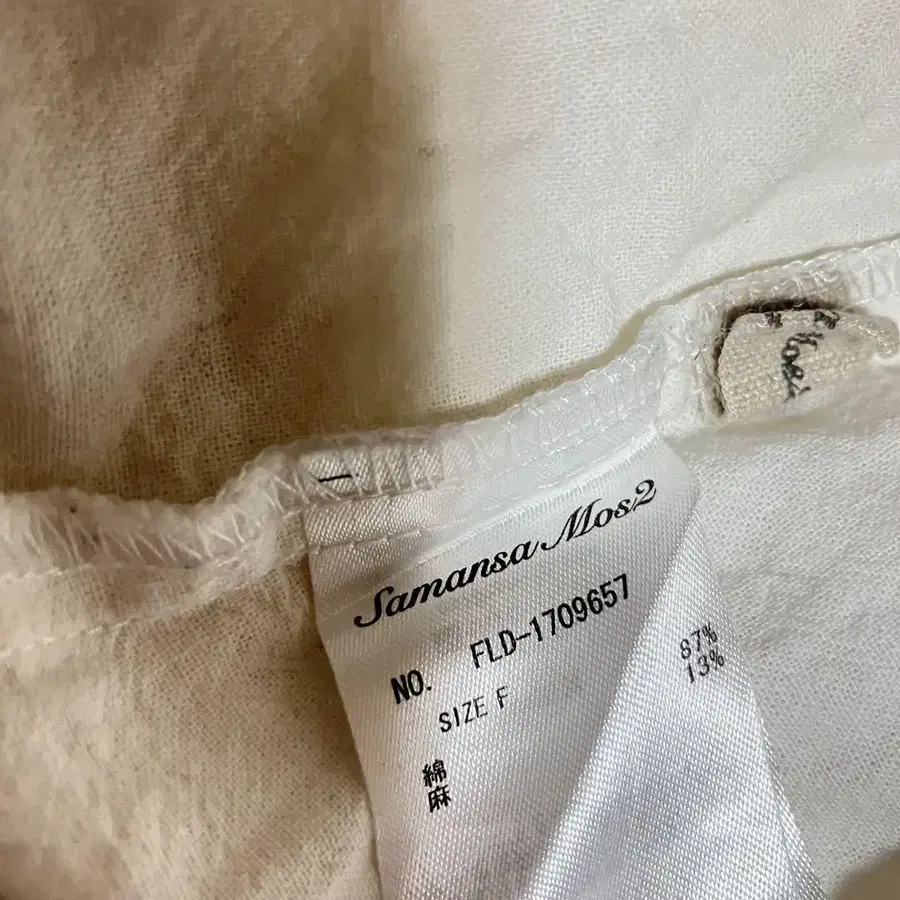 Samansa Mos2
NO. FLD-1709657
SIZE F
綿 87%
麻 13%